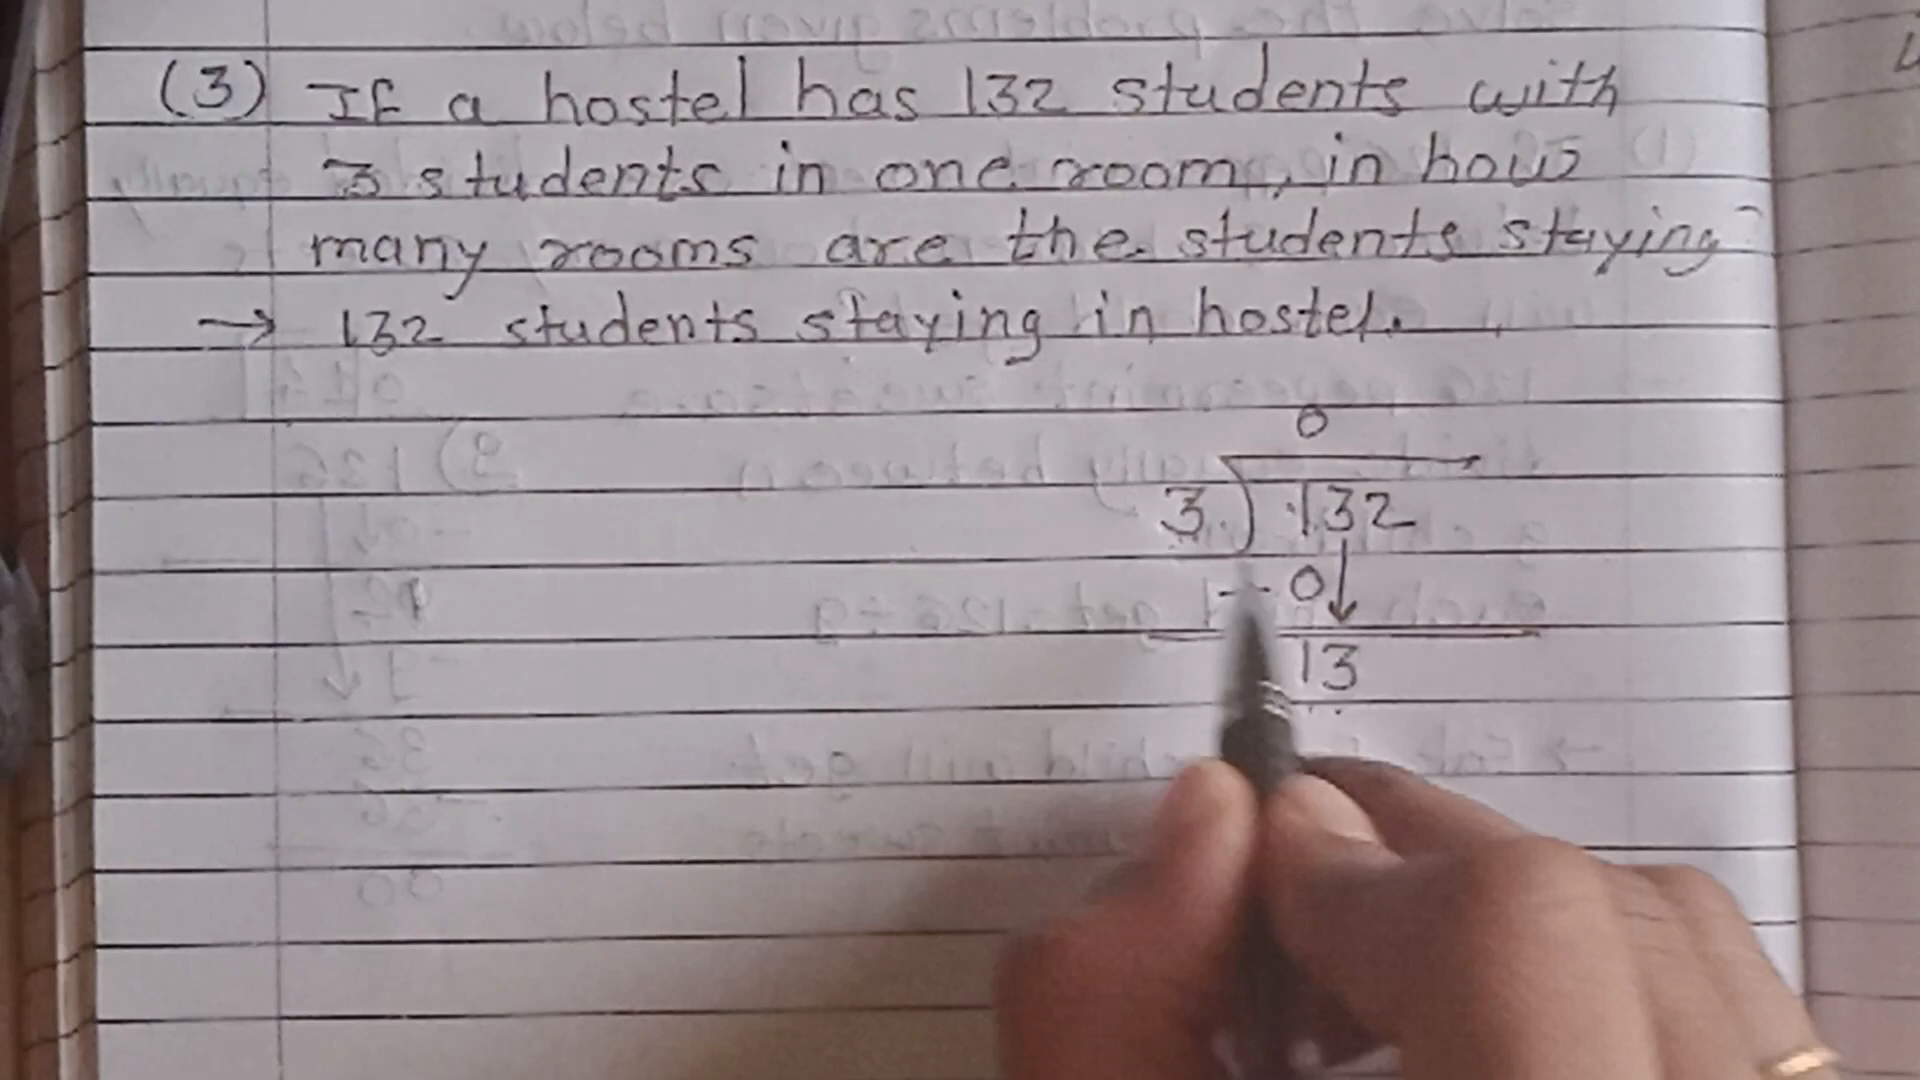 (3) If a hostel has 132 students with
3 students in one room, in how
many rooms are the students staying?
→ 132 students staying in hostel.
0
3) 132
- 0↓
13